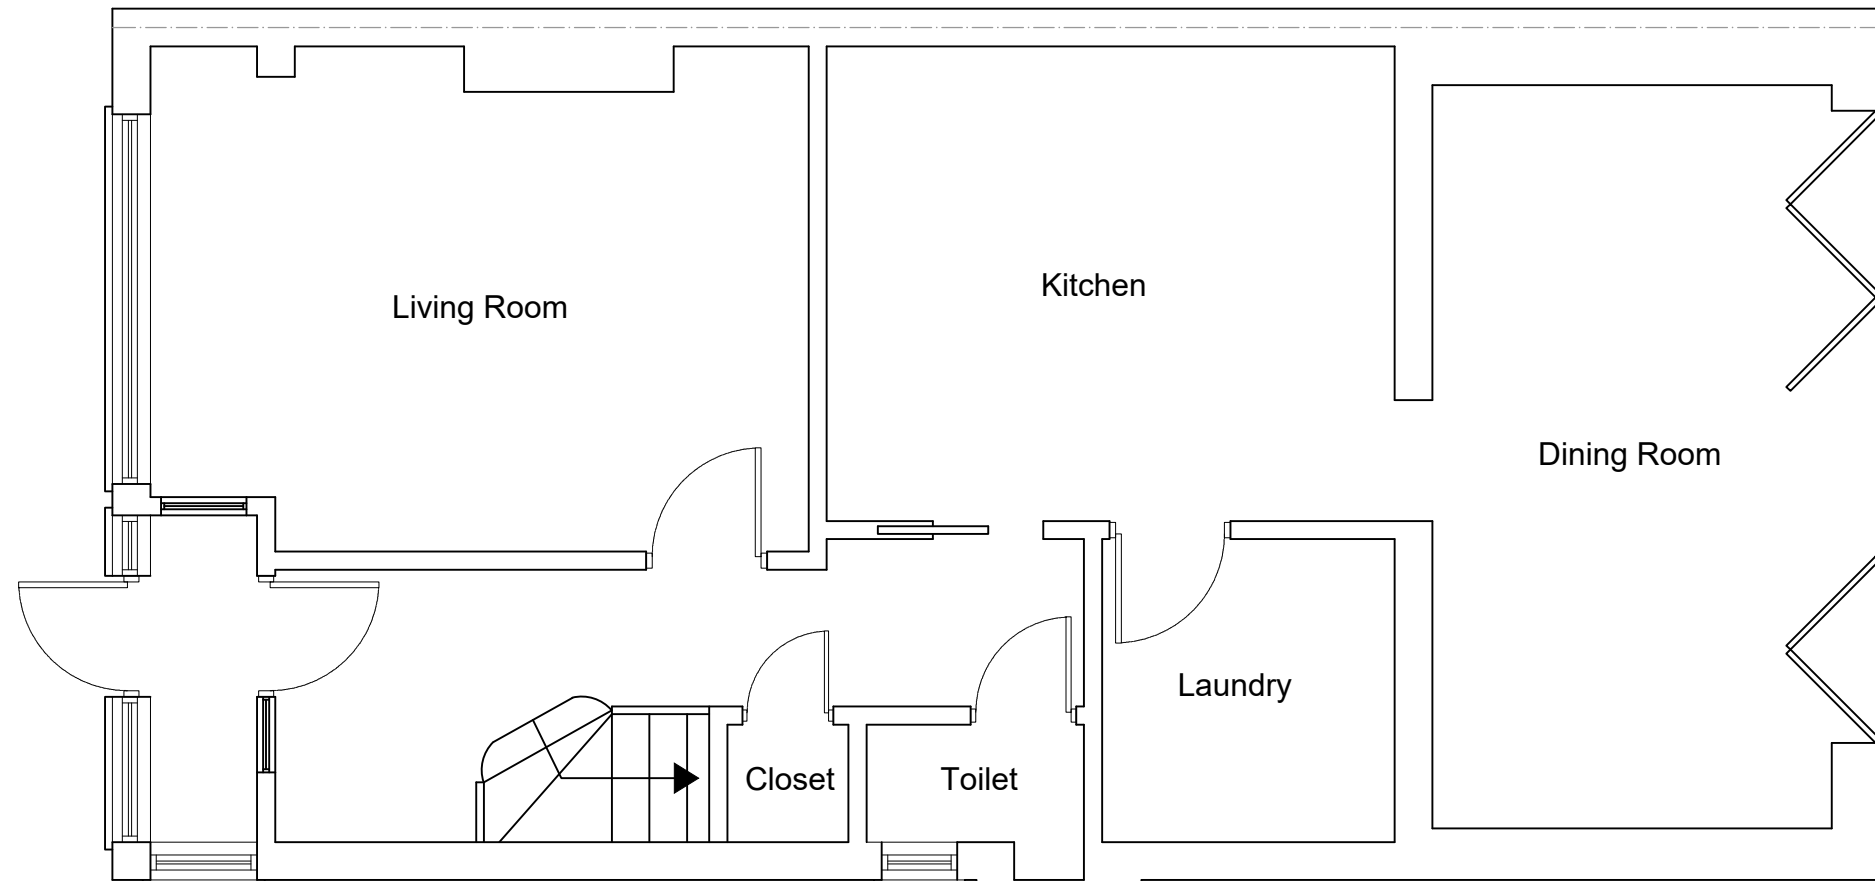 Living Room
Kitchen
Dining Room
Laundry
Closet
Toilet